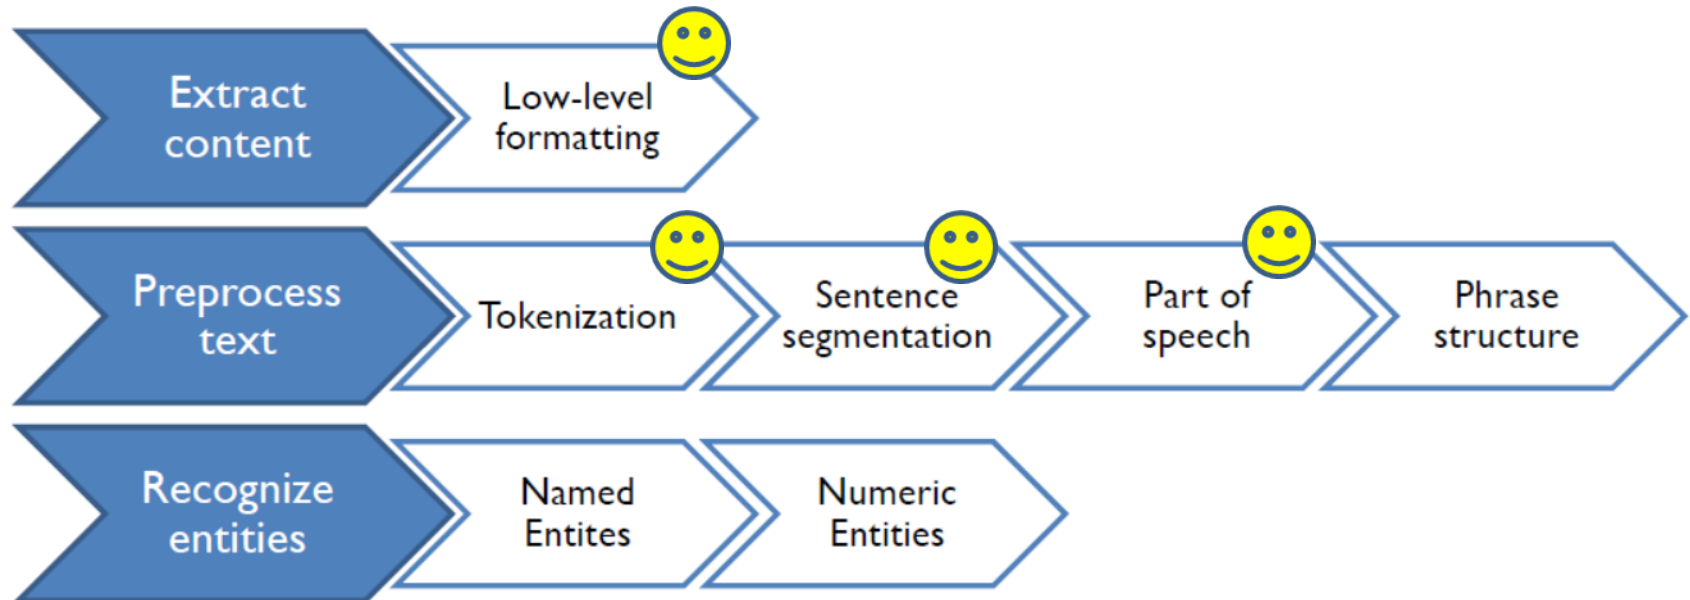 Extract
content
Low-level
formatting
Preprocess
text
Tokenization
Sentence
segmentation
Part of
speech
Phrase
structure
Recognize
entities
Named
Entites
Numeric
Entities